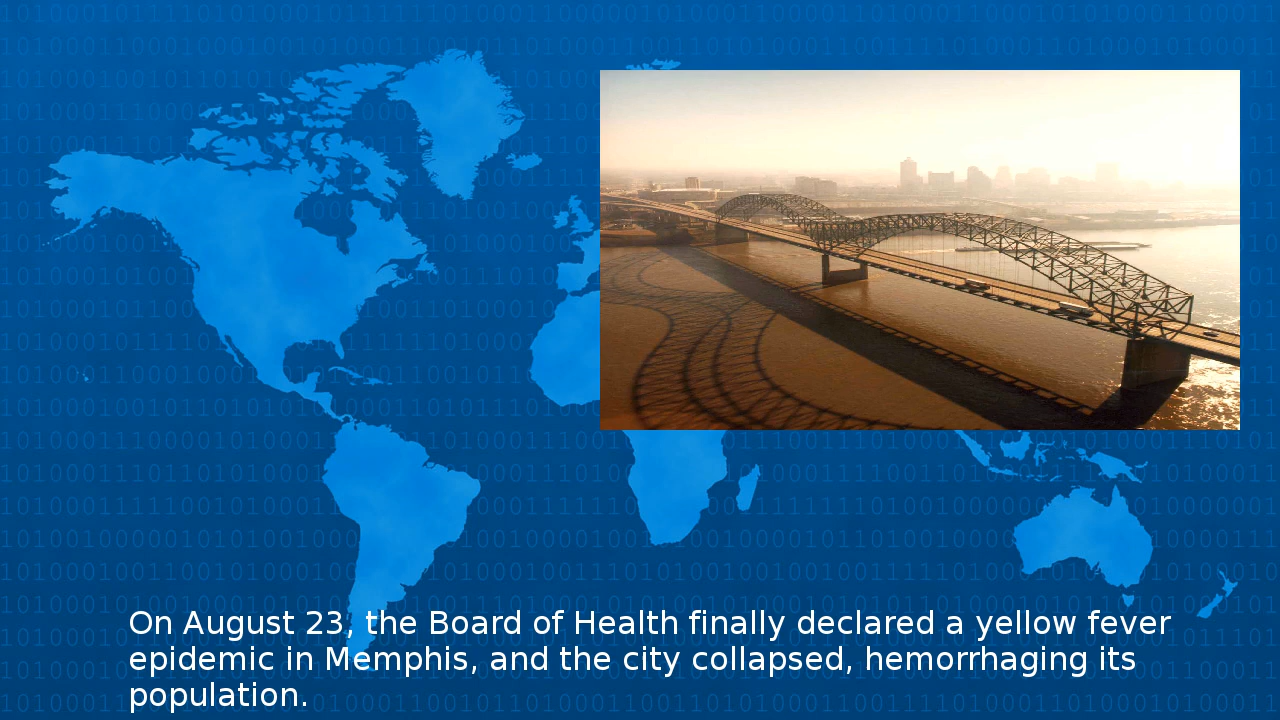 On August 23, the Board of Health finally declared a yellow fever
epidemic in Memphis, and the city collapsed, hemorrhaging its
population.